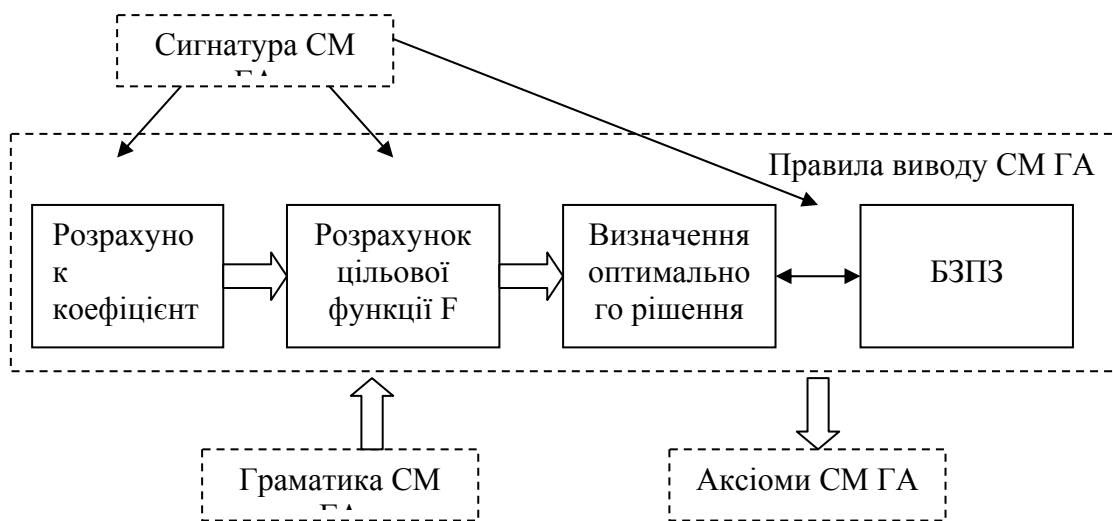 Сигнатура СМ
Правила виводу СМ ГА
Розрахуно
к
коефіцієнт
Розрахунок
цільової
функції F
Визначення
оптимально
го рішення
БЗПЗ
Граматика СМ
Аксіоми СМ ГА